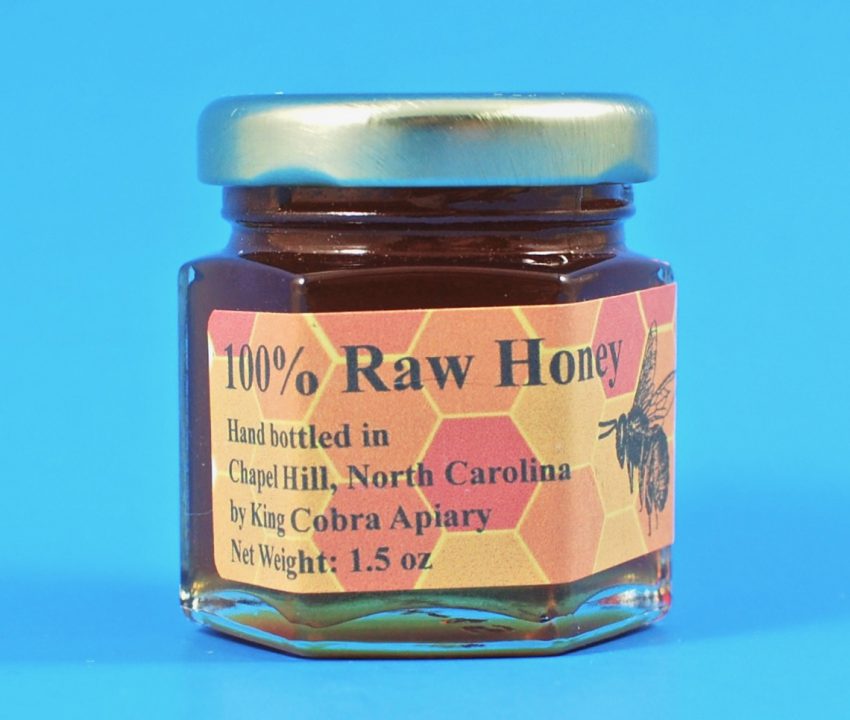 100% Raw Honey
Hand bottled in
Chapel Hill, North Carolina
by King Cobra Apiary
Net Weight: 1.5 oz